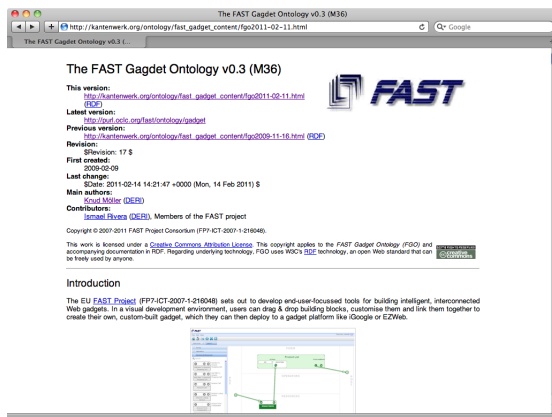 The FAST Gagdet Ontology v0.3 (M36)
http://kantenwerk.org/ontology/fast_gadget_content/fgo2011-02-11.html
Google
The FAST Gagdet Ontology v0.3 (...
The FAST Gagdet Ontology v0.3 (M36)
FAST
This version:
http://kantenwerk.org/ontology/fast_gadget_content/fgo2011-02-11.html
(RDF)
Latest version:
http://purl.oclc.org/fast/ontology/gadget
Previous version:
http://kantenwerk.org/ontology/fast_gadget_content/fgo2009-11-16.html (RDF)
Revision:
$Revision: 17 $
First created:
2009-02-09
Last change:
$Date: 2011-02-14 14:21:47 +0000 (Mon, 14 Feb 2011) $
Main authors:
Knud Möller (DERI)
Contributors:
Ismael Rivera (DERI), Members of the FAST project
Copyright © 2007-2011 FAST Project Consortium (FP7-ICT-2007-1-216048).
This work is licensed under a Creative Commons Attribution License. This copyright applies to the FAST Gadget Ontology (FGO) and
accompanying documentation in RDF. Regarding underlying technology, FGO uses W3C's RDF technology, an open Web standard that can
be freely used by anyone.
creative commons
Introduction
The EU FAST Project (FP7-ICT-2007-1-216048) sets out to develop end-user-focussed tools for building intelligent, interconnected
Web gadgets. In a visual development environment, users can drag & drop building blocks, customise them and link them together to
create their own, custom-built gadget, which they can then deploy to a gadget platform like iGoogle or EZWeb.